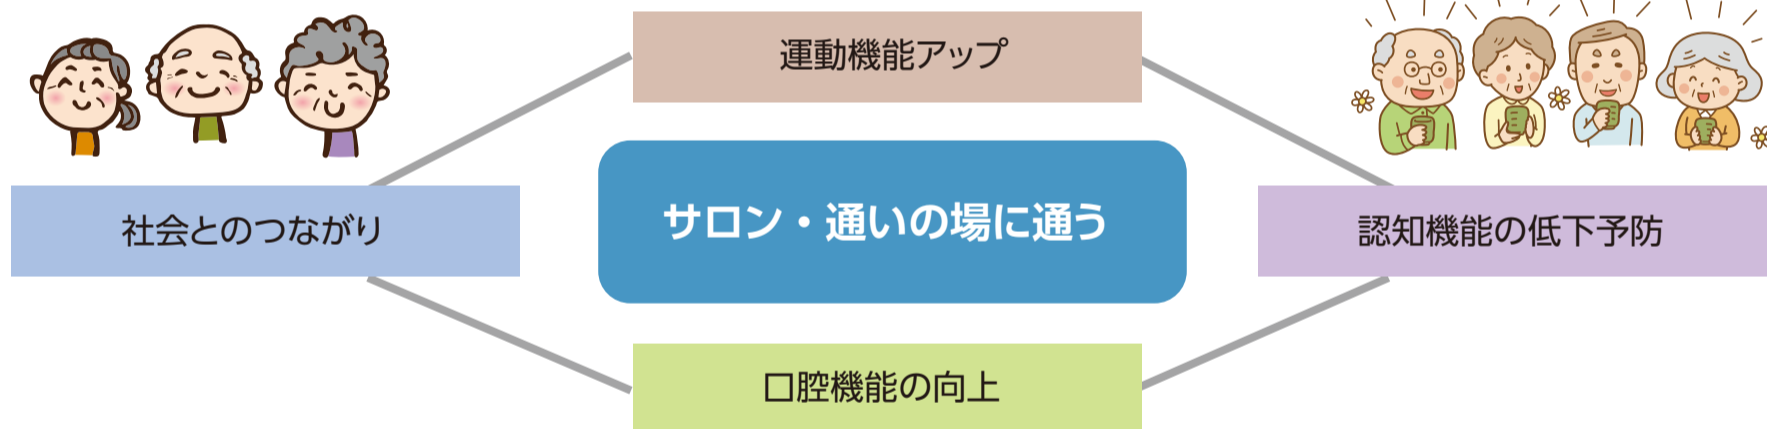 運動機能アップ
社会とのつながり
サロン・通いの場に通う
認知機能の低下予防
口腔機能の向上